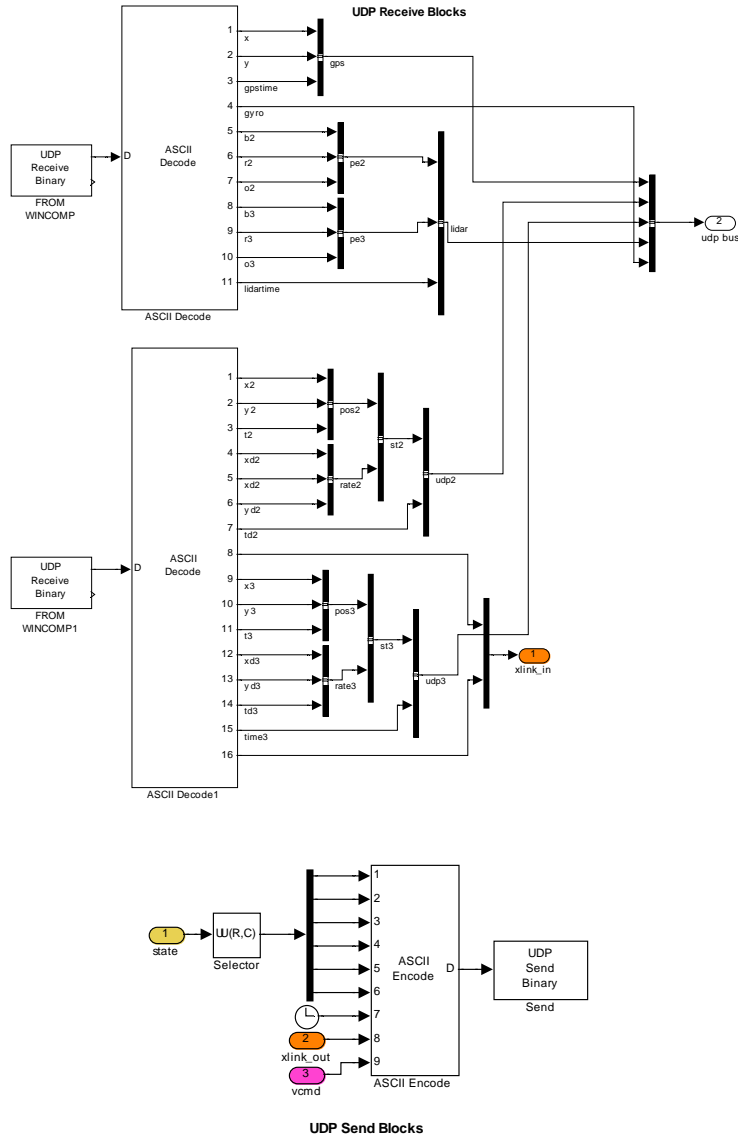 UDP Receive Blocks
1
x
2
y
gps
3
gpstime
4
gyro
5
b2
UDP
Receive
Binary
D
ASCII
Decode
6
r2
pe2
7
o2
FROM
WINCOMP
8
b3
9
r3
pe3
lidar
2
udp bus
10
o3
11
lidartime
ASCII Decode
1
x2
2
y2
pos2
3
t2
4
xd2
st2
5
xd2
rate2
udp2
6
yd2
7
td2
8
UDP
Receive
Binary
D
ASCII
Decode
9
x3
FROM
WINCOMP1
10
y3
pos3
11
t3
12
xd3
st3
1
xlink_in
13
yd3
rate3
udp3
14
td3
15
time3
16
ASCII Decode1
1
2
3
1
state
U(R,C)
Selector
4
5
6
ASCII
Encode
D
UDP
Send
Binary
Send
7
2
xlink_out
8
3
vcmd
9
ASCII Encode
UDP Send Blocks